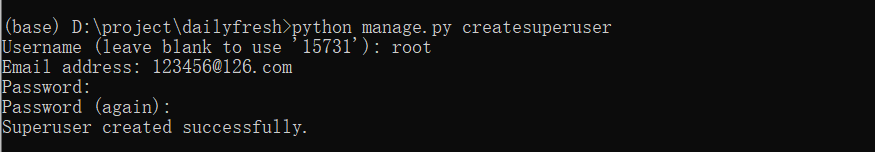 (base) D:\project\dailyfresh>python manage.py createsuperuser
Username (leave blank to use '15731'): root
Email address: 123456@126.com
Password:
Password (again):
Superuser created successfully.